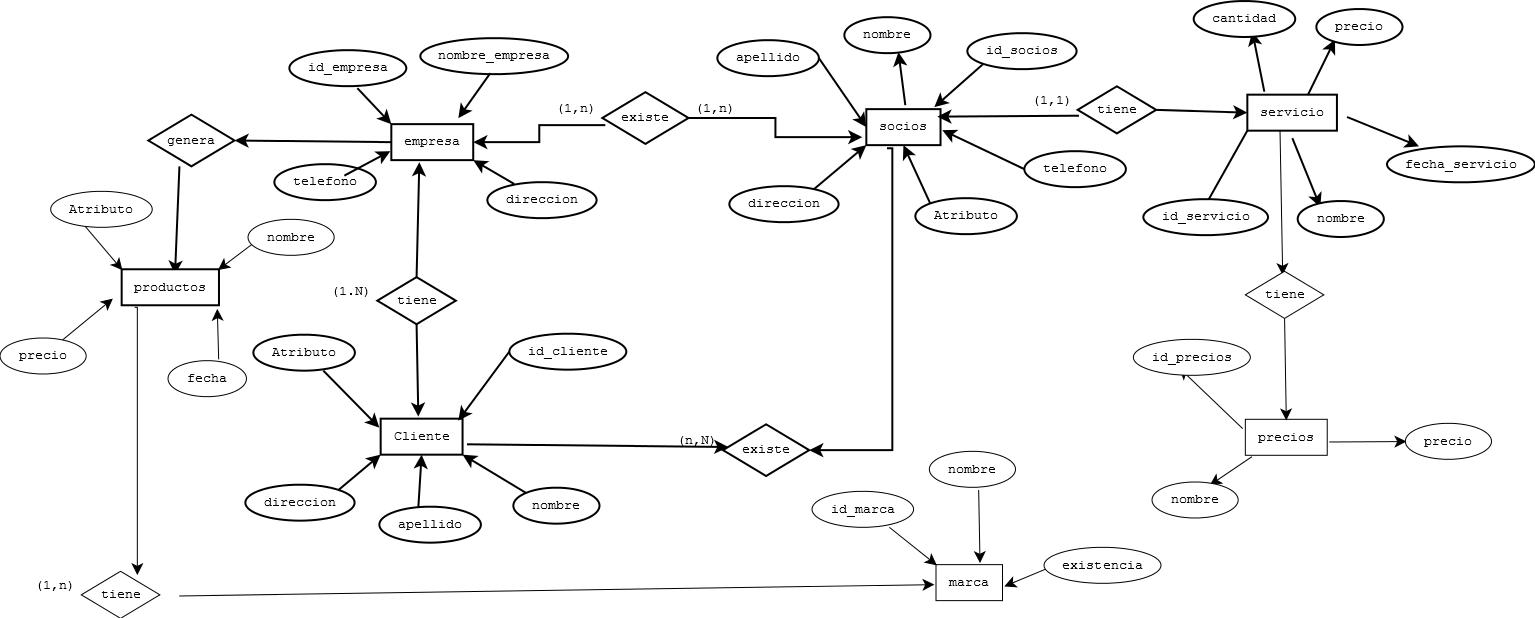 cantidad
precio
nombre
nombre_empresa
id_socios
apellido
id_empresa
(1,1)
tiene
(1,n)
existe
(1,n)
servicio
socios
genera
empresa
fecha_servicio
telefono
telefono
direccion
direccion
Atributo
id_servicio
nombre
Atributo
nombre
productos
(1.N)
tiene
tiene
precio
Atributo
id_cliente
id_precios
fecha
Cliente
(n,N)
existe
precios
precio
nombre
direccion
apellido
nombre
id_marca
nombre
existencia
(1,n)
tiene
marca